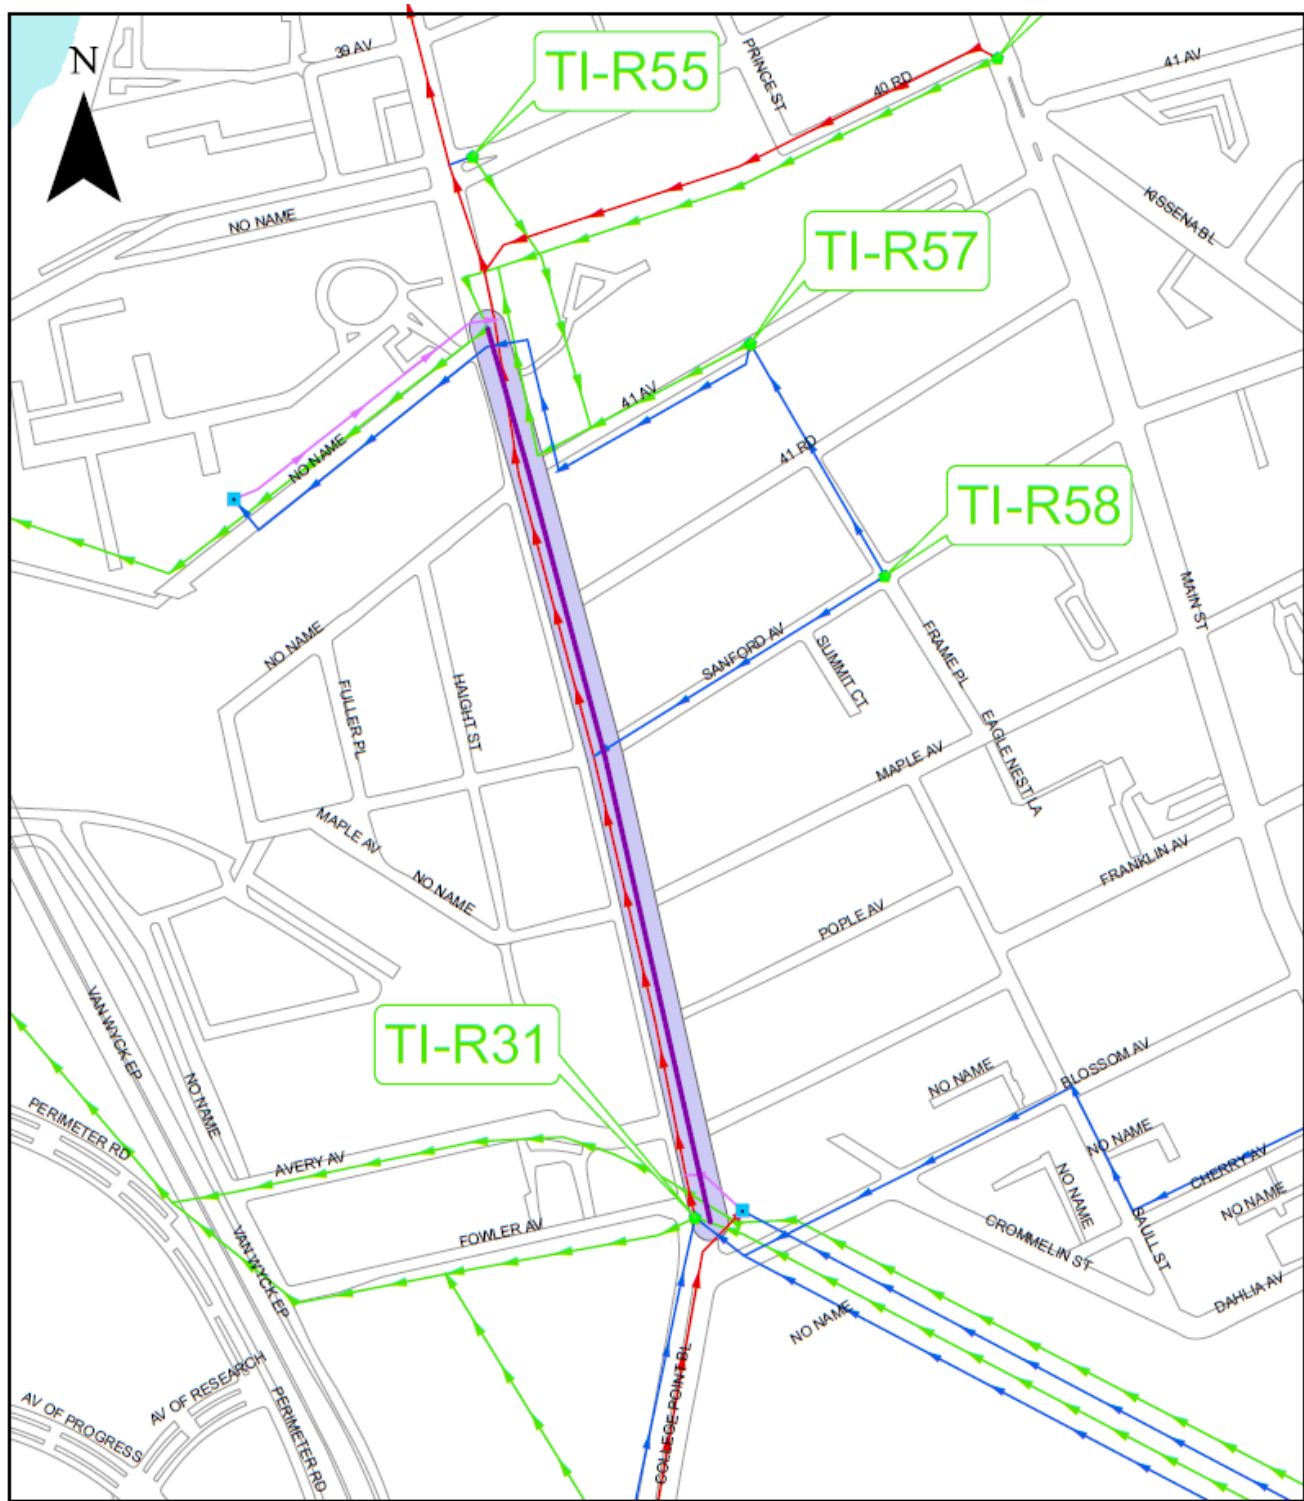 39 AV
N
TI-R55
PRINCE ST
40 RD
41 AV
KISSENA BL
NO NAME
TI-R57
41 AV
NO NAME
41 RD
TI-R58
MAIN ST
NO NAME
SANFORD AV
SUMMIT CT
FRAME PL
FULLER PL
HAIGHT ST
EAGLE NEST LA
MAPLE AV
MAPLE AV
NO NAME
FRANKLIN AV
POPLE AV
VAN WYCK EP
TI-R31
NO NAME
BLOSSOM AV
NO NAME
PERIMETER RD
NO NAME
AVERY AV
CHERRY AV
NO NAME
NO NAME
FOWLER AV
CROMMELIN ST
SAULL ST
VAN WYCK EP
DAHLIA AV
NO NAME
COLLEGE POINT BL
AV OF RESEARCH
PERIMETER RD
AV OF PROGRESS